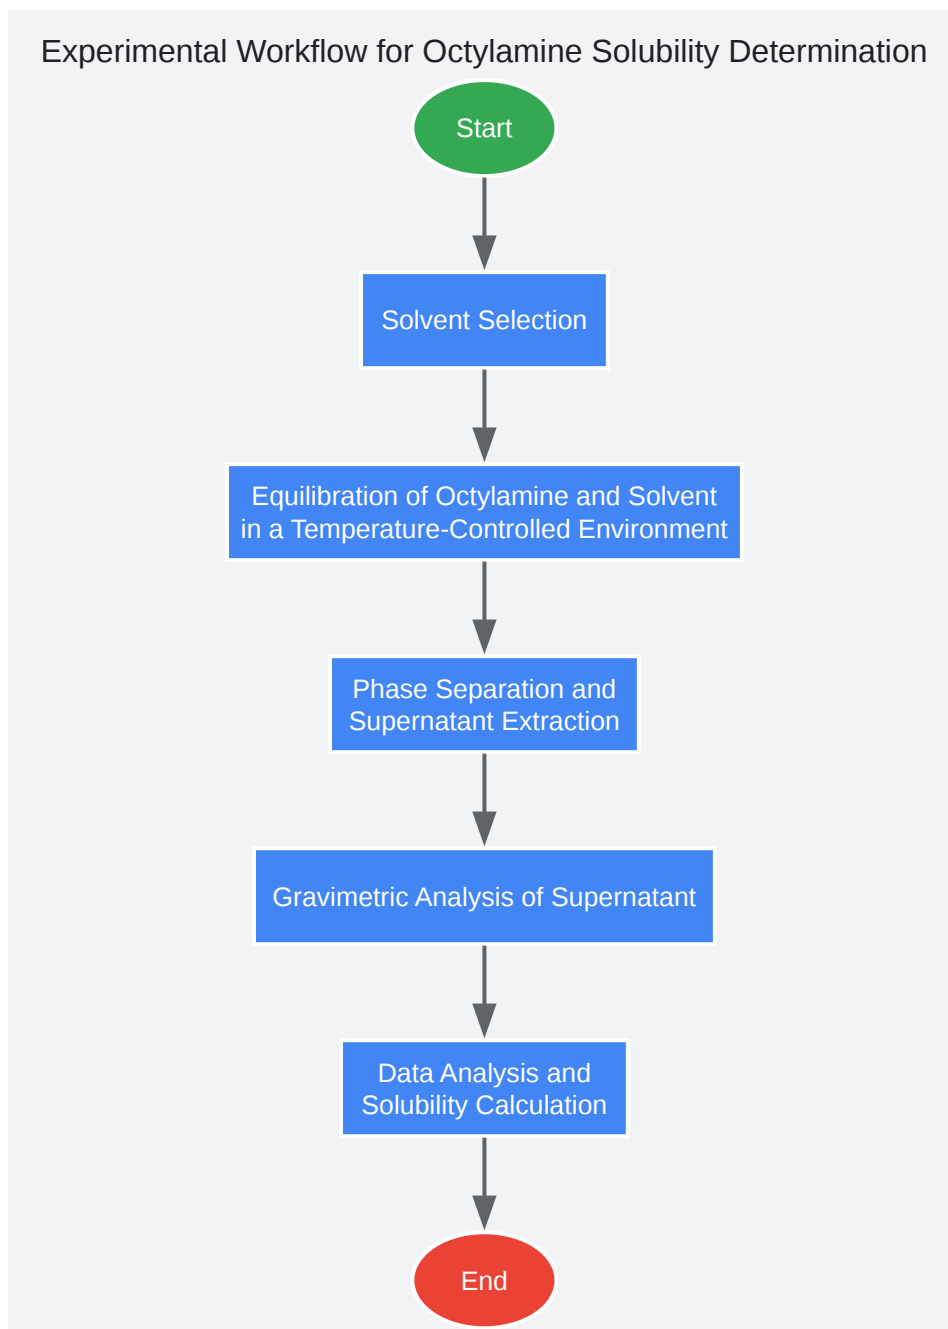 Experimental Workflow for Octylamine Solubility Determination
Start
Solvent Selection
Equilibration of Octylamine and Solvent
in a Temperature-Controlled Environment
Phase Separation and
Supernatant Extraction
Gravimetric Analysis of Supernatant
Data Analysis and
Solubility Calculation
End